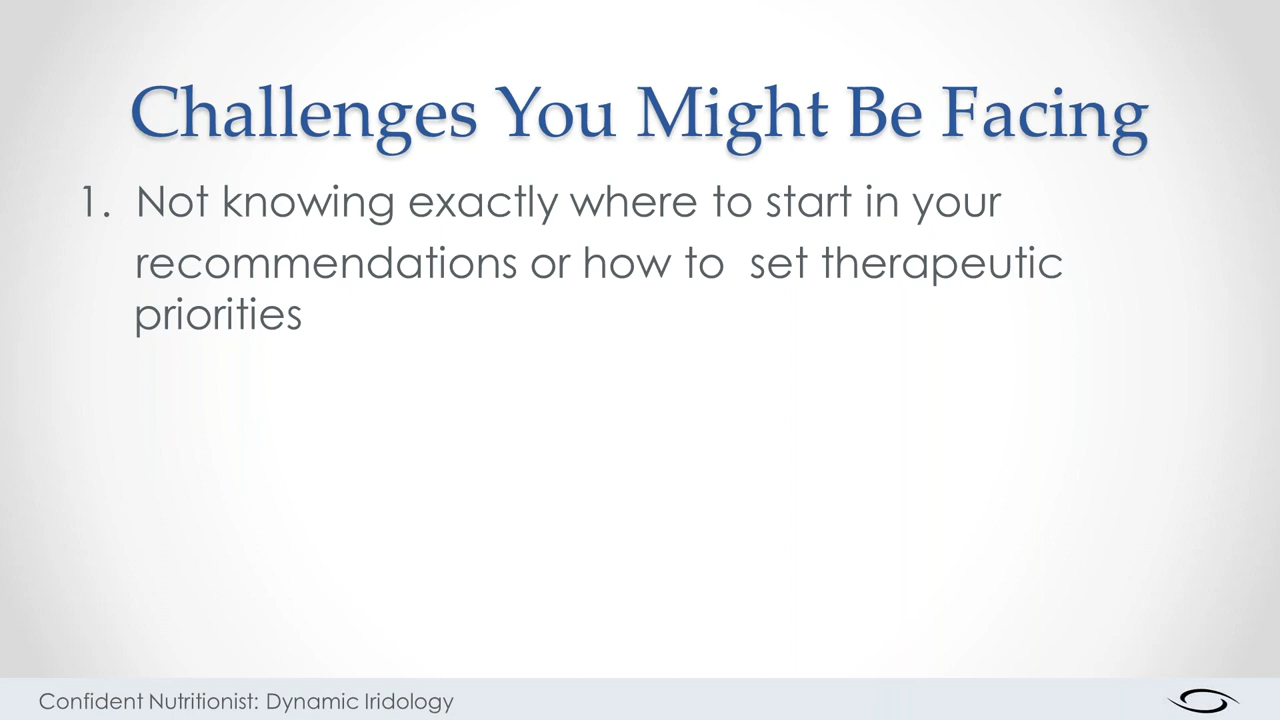 Challenges You Might Be Facing
1. Not knowing exactly where to start in your
recommendations or how to  set therapeutic
priorities
Confident Nutritionist: Dynamic Iridology